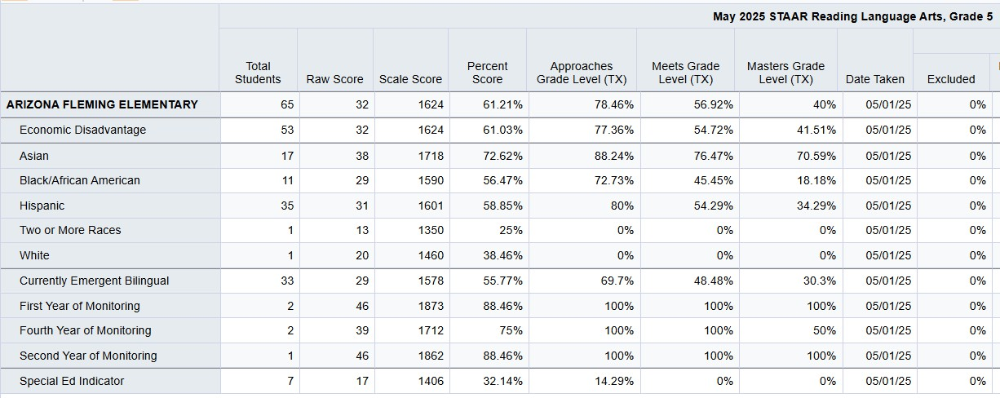 May 2025 STAAR Reading Language Arts, Grade 5
Total Students Raw Score Scale Score Percent Score Approaches Grade Level (TX) Meets Grade Level (TX) Masters Grade Level (TX) Date Taken Excluded
ARIZONA FLEMING ELEMENTARY 65 32 1624 61.21% 78.46% 56.92% 40% 05/01/25 0%
Economic Disadvantage 53 32 1624 61.03% 77.36% 54.72% 41.51% 05/01/25 0%
Asian 17 38 1718 72.62% 88.24% 76.47% 70.59% 05/01/25 0%
Black/African American 11 29 1590 56.47% 72.73% 45.45% 18.18% 05/01/25 0%
Hispanic 35 31 1601 58.85% 80% 54.29% 34.29% 05/01/25 0%
Two or More Races 1 13 1350 25% 0% 0% 0% 05/01/25 0%
White 1 20 1460 38.46% 0% 0% 0% 05/01/25 0%
Currently Emergent Bilingual 33 29 1578 55.77% 69.7% 48.48% 30.3% 05/01/25 0%
First Year of Monitoring 2 46 1873 88.46% 100% 100% 100% 05/01/25 0%
Fourth Year of Monitoring 2 39 1712 75% 100% 100% 50% 05/01/25 0%
Second Year of Monitoring 1 46 1862 88.46% 100% 100% 100% 05/01/25 0%
Special Ed Indicator 7 17 1406 32.14% 14.29% 0% 0% 05/01/25 0%